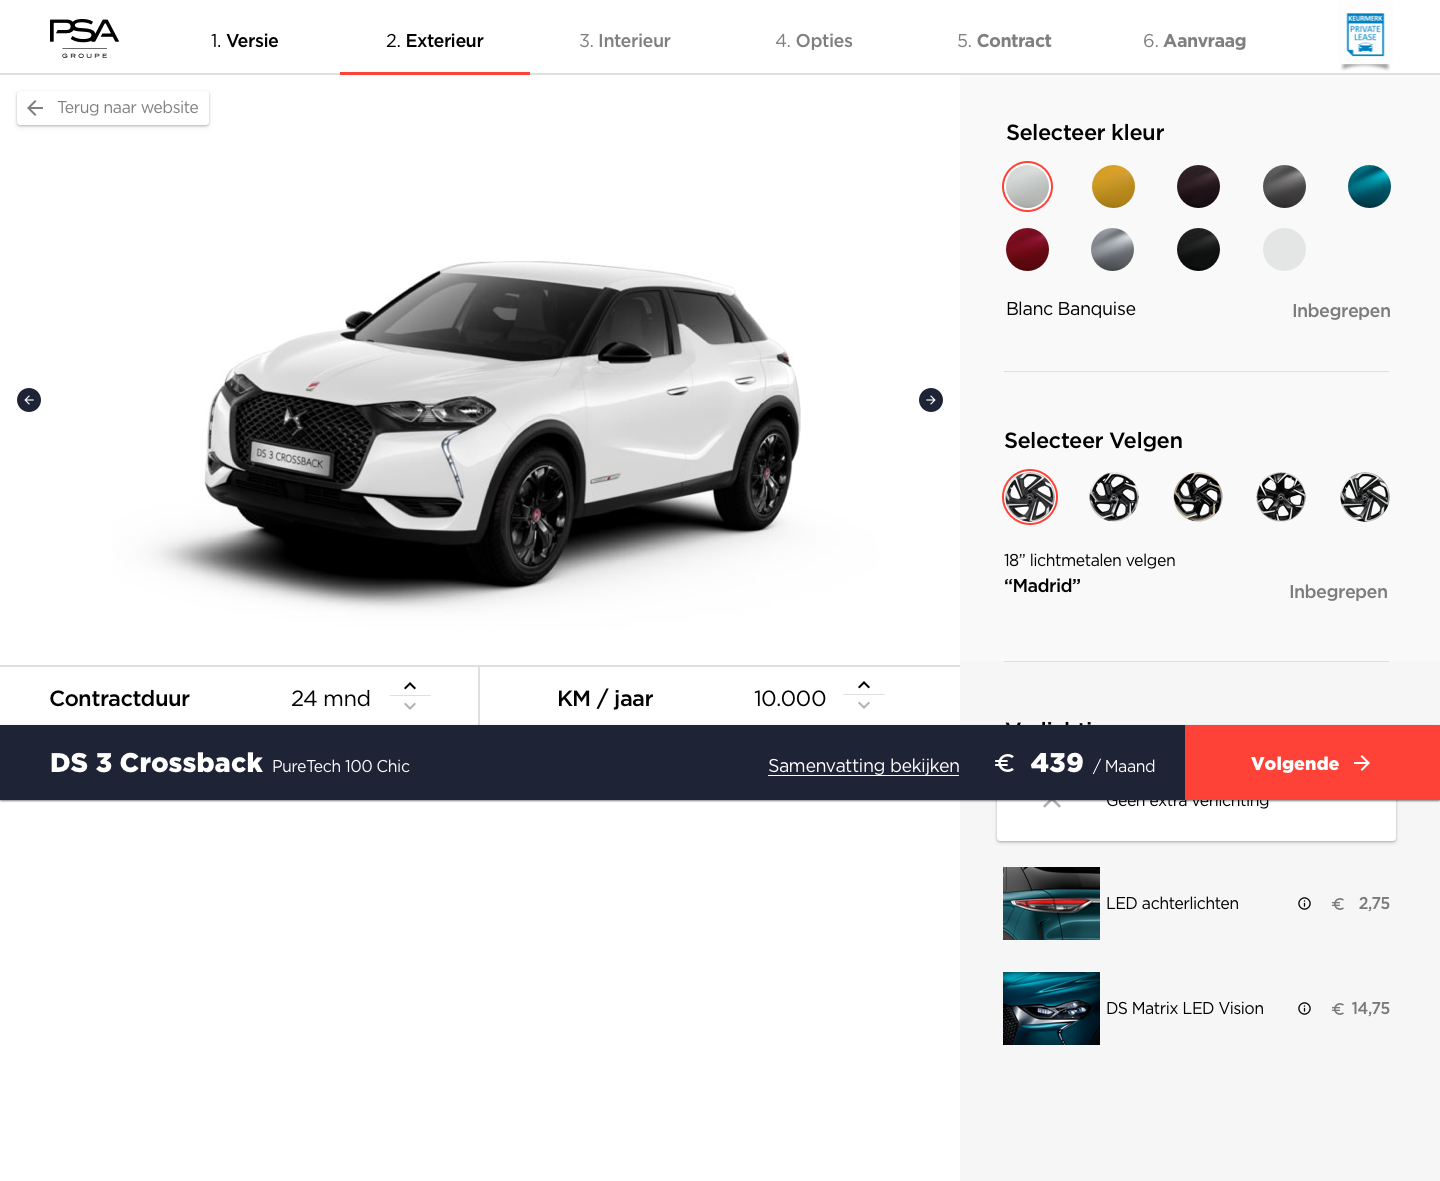 PSA
GROUPE
1. Versie
2. Exterieur
3. Interieur
4. Opties
5. Contract
6. Aanvraag
KEURMERK
PRIVATE
LEASE
Terug naar website
DS 3 CROSSBACK
Selecteer kleur
Blanc Banquise
Inbegrepen
Selecteer Velgen
18” lichtmetalen velgen
“Madrid”
Inbegrepen
Contractduur
24 mnd
KM / jaar
10.000
DS 3 Crossback PureTech 100 Chic
Samenvatting bekijken
€ 439 / Maand
Volgende
Geen extra verlichting
LED achterlichten
€ 2,75
DS Matrix LED Vision
€ 14,75